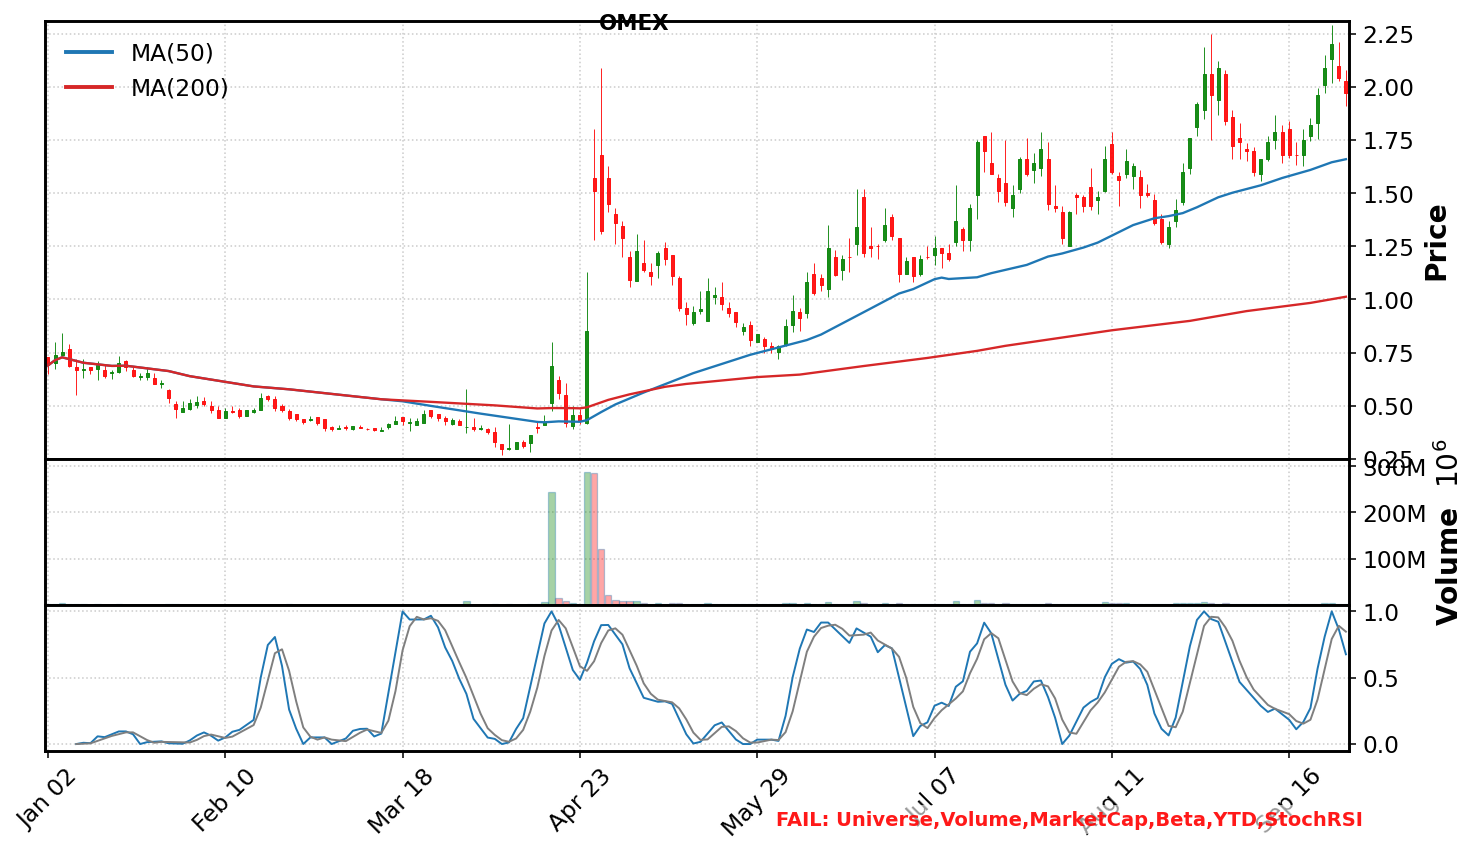 OMEX
MA(50)
MA(200)
2.25
2.00
1.75
1.50
1.25
1.00
0.75
0.50
0.25
Price
300M
200M
100M
Volume 10⁶
1.0
0.5
0.0
Jan 02
Feb 10
Mar 18
Apr 23
May 29
Jul 07
Aug 11
Sep 16
FAIL: Universe,Volume,MarketCap,Beta,YTD,StochRSI